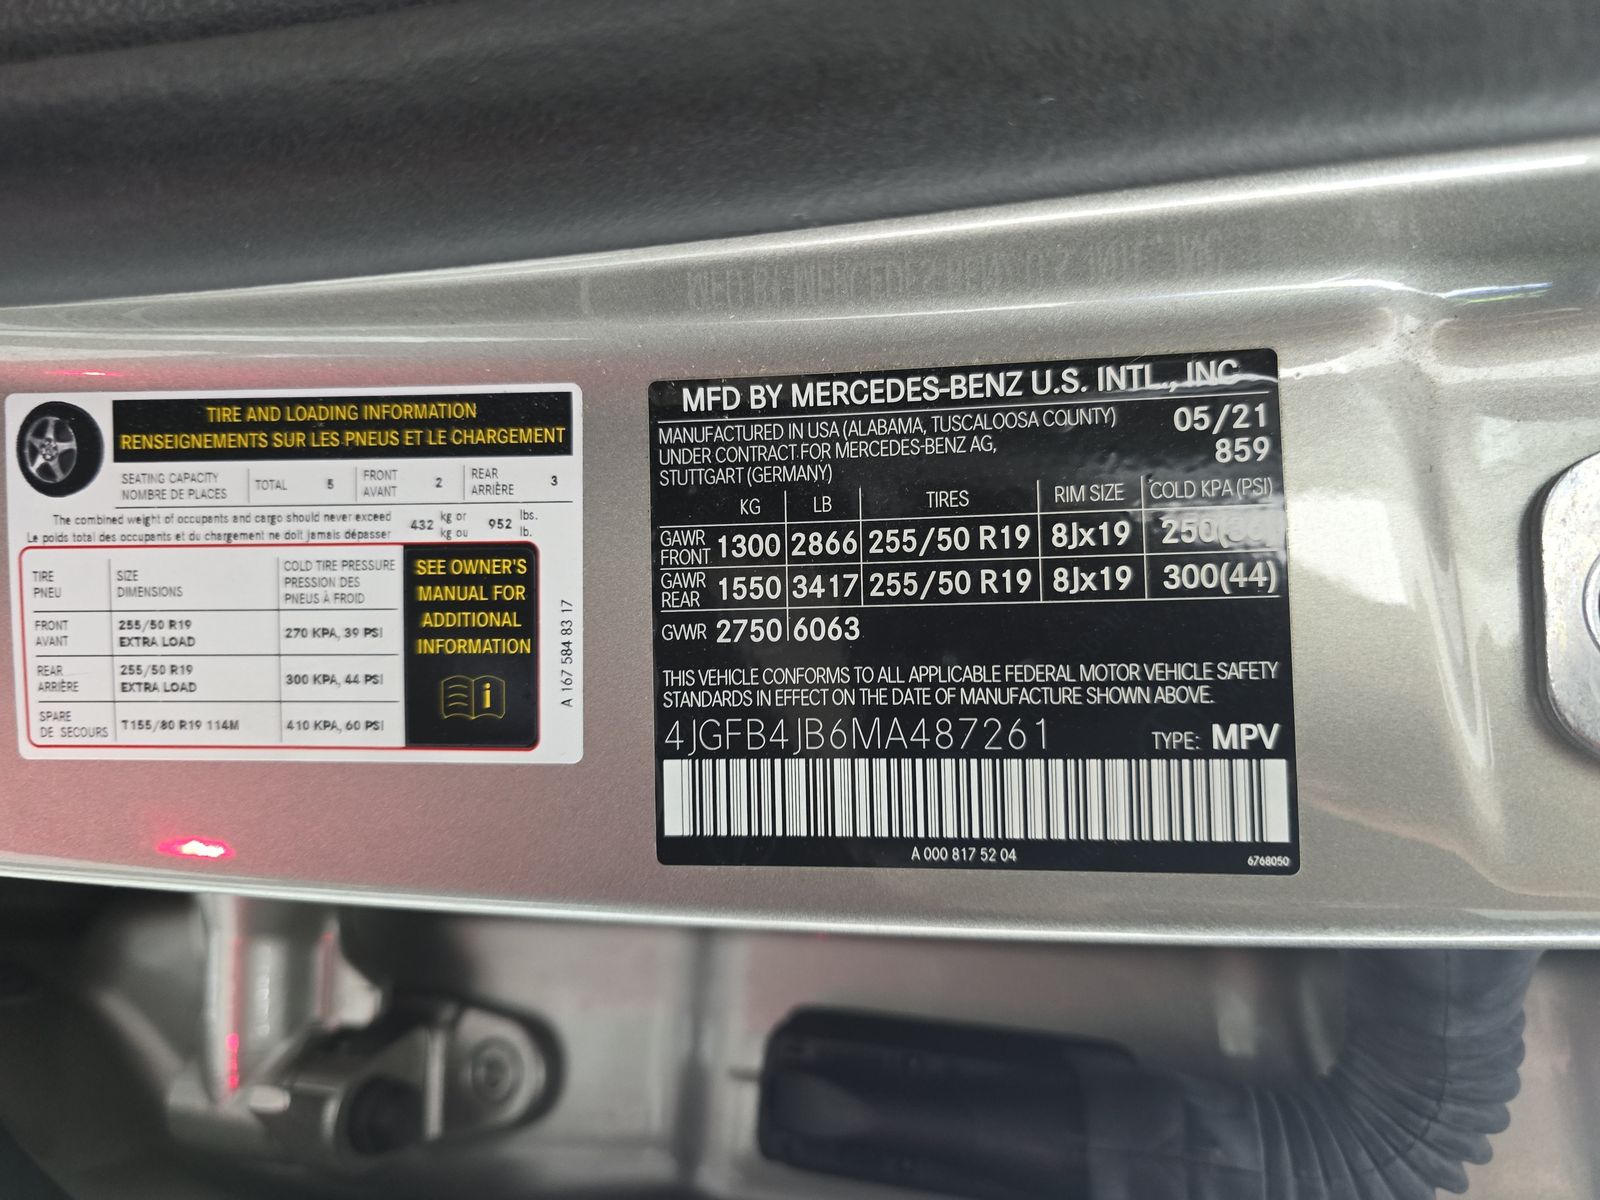 TIRE AND LOADING INFORMATION
RENSEIGNEMENTS SUR LES PNEUS ET LE CHARGEMENT
SEATING CAPACITY TOTAL 5 FRONT 2 REAR 3
NOMBRE DE PLACES AVANT ARRIÈRE
The combined weight of occupants and cargo should never exceed 432 kg or 952 lbs.
Le poids total des occupants et du chargement ne doit jamais dépasser kg ou lb.
TIRE SIZE COLD TIRE PRESSURE
PNEU DIMENSIONS PRESSION DES
PNEUS À FROID
FRONT 255/50 R19 270 KPA, 39 PSI
AVANT EXTRA LOAD
REAR 255/50 R19 300 KPA, 44 PSI
ARRIÈRE EXTRA LOAD
SPARE T155/80 R19 114M 410 KPA, 60 PSI
DE SECOURS
SEE OWNER'S
MANUAL FOR
ADDITIONAL
INFORMATION
A 167 584 83 17
MFD BY MERCEDES-BENZ U.S. INTL., INC
MANUFACTURED IN USA (ALABAMA, TUSCALOOSA COUNTY) 05/21
UNDER CONTRACT FOR MERCEDES-BENZ AG, 859
STUTTGART (GERMANY)
KG LB TIRES RIM SIZE COLD KPA (PSI)
GAWR FRONT 1300 2866 255/50 R19 8Jx19 250
GAWR REAR 1550 3417 255/50 R19 8Jx19 300(44)
GVWR 2750 6063
THIS VEHICLE CONFORMS TO ALL APPLICABLE FEDERAL MOTOR VEHICLE SAFETY
STANDARDS IN EFFECT ON THE DATE OF MANUFACTURE SHOWN ABOVE.
4JGFB4JB6MA487261 TYPE: MPV
A 000 817 52 04 6768050